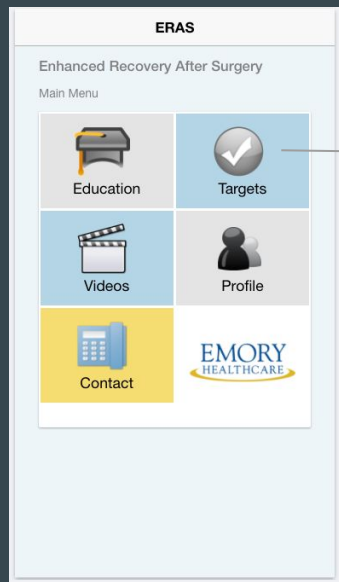 ERAS
Enhanced Recovery After Surgery
Main Menu
Education
Targets
Videos
Profile
Contact
EMORY
HEALTHCARE